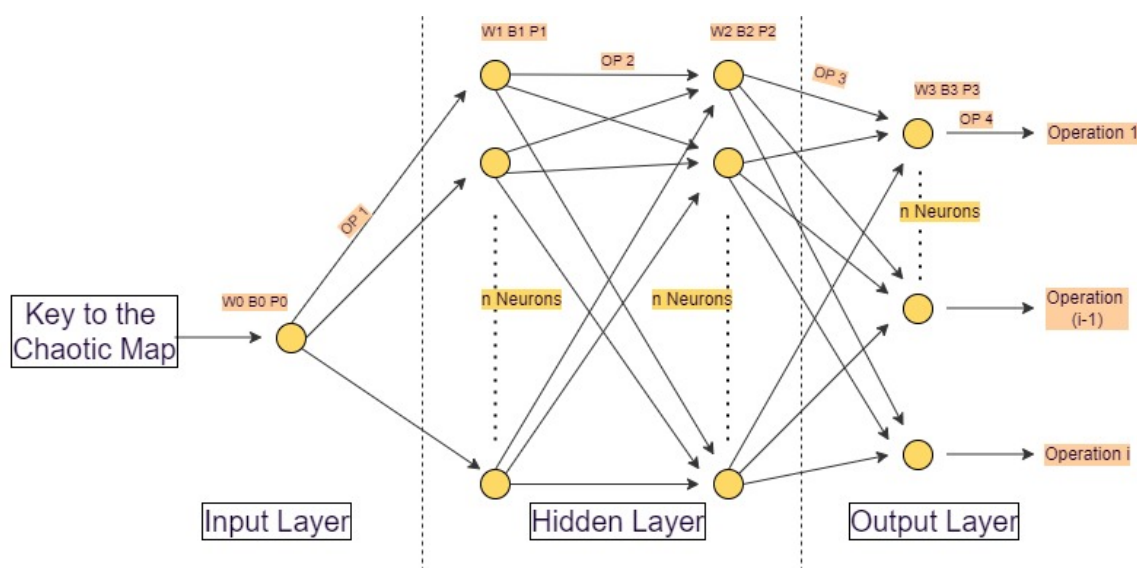 W1 B1 P1
W2 B2 P2
OP 2
OP 3
W3 B3 P3
OP 4
Operation 1
OP 1
n Neurons
W0 B0 P0
n Neurons
n Neurons
Key to the
Chaotic Map
Operation
(i-1)
Operation i
Input Layer
Hidden Layer
Output Layer